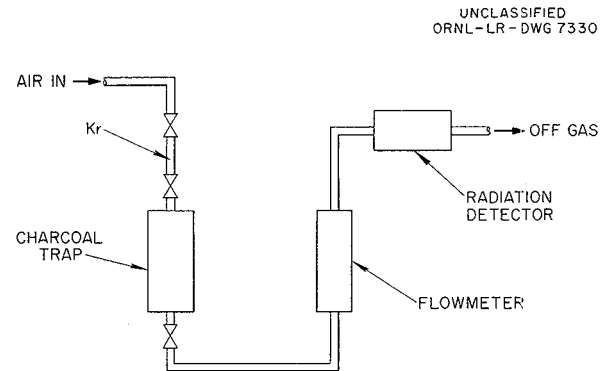 UNCLASSIFIED
ORNL-LR-DWG 7330
AIR IN
Kr
OFF GAS
RADIATION
DETECTOR
CHARCOAL
TRAP
FLOWMETER